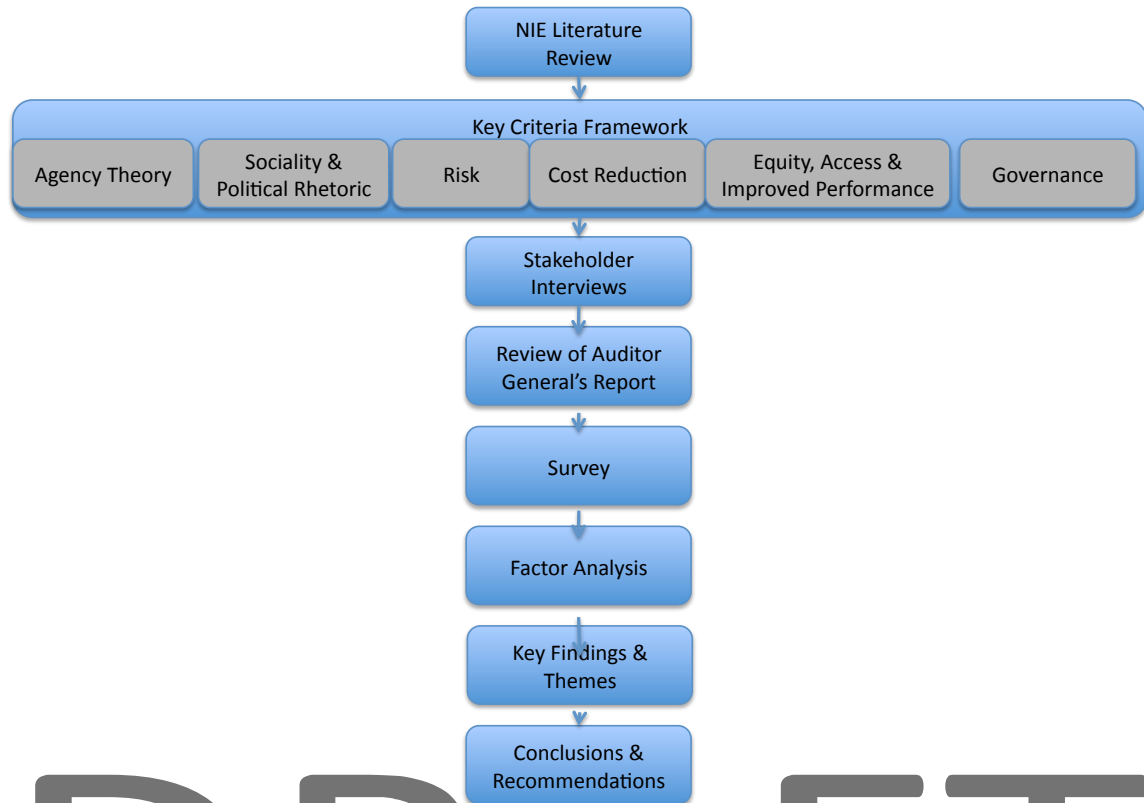 NIE Literature
Review
Key Criteria Framework
Agency Theory
Sociality &
Political Rhetoric
Risk
Cost Reduction
Equity, Access &
Improved Performance
Governance
Stakeholder
Interviews
Review of Auditor
General’s Report
Survey
Factor Analysis
Key Findings &
Themes
Conclusions &
Recommendations